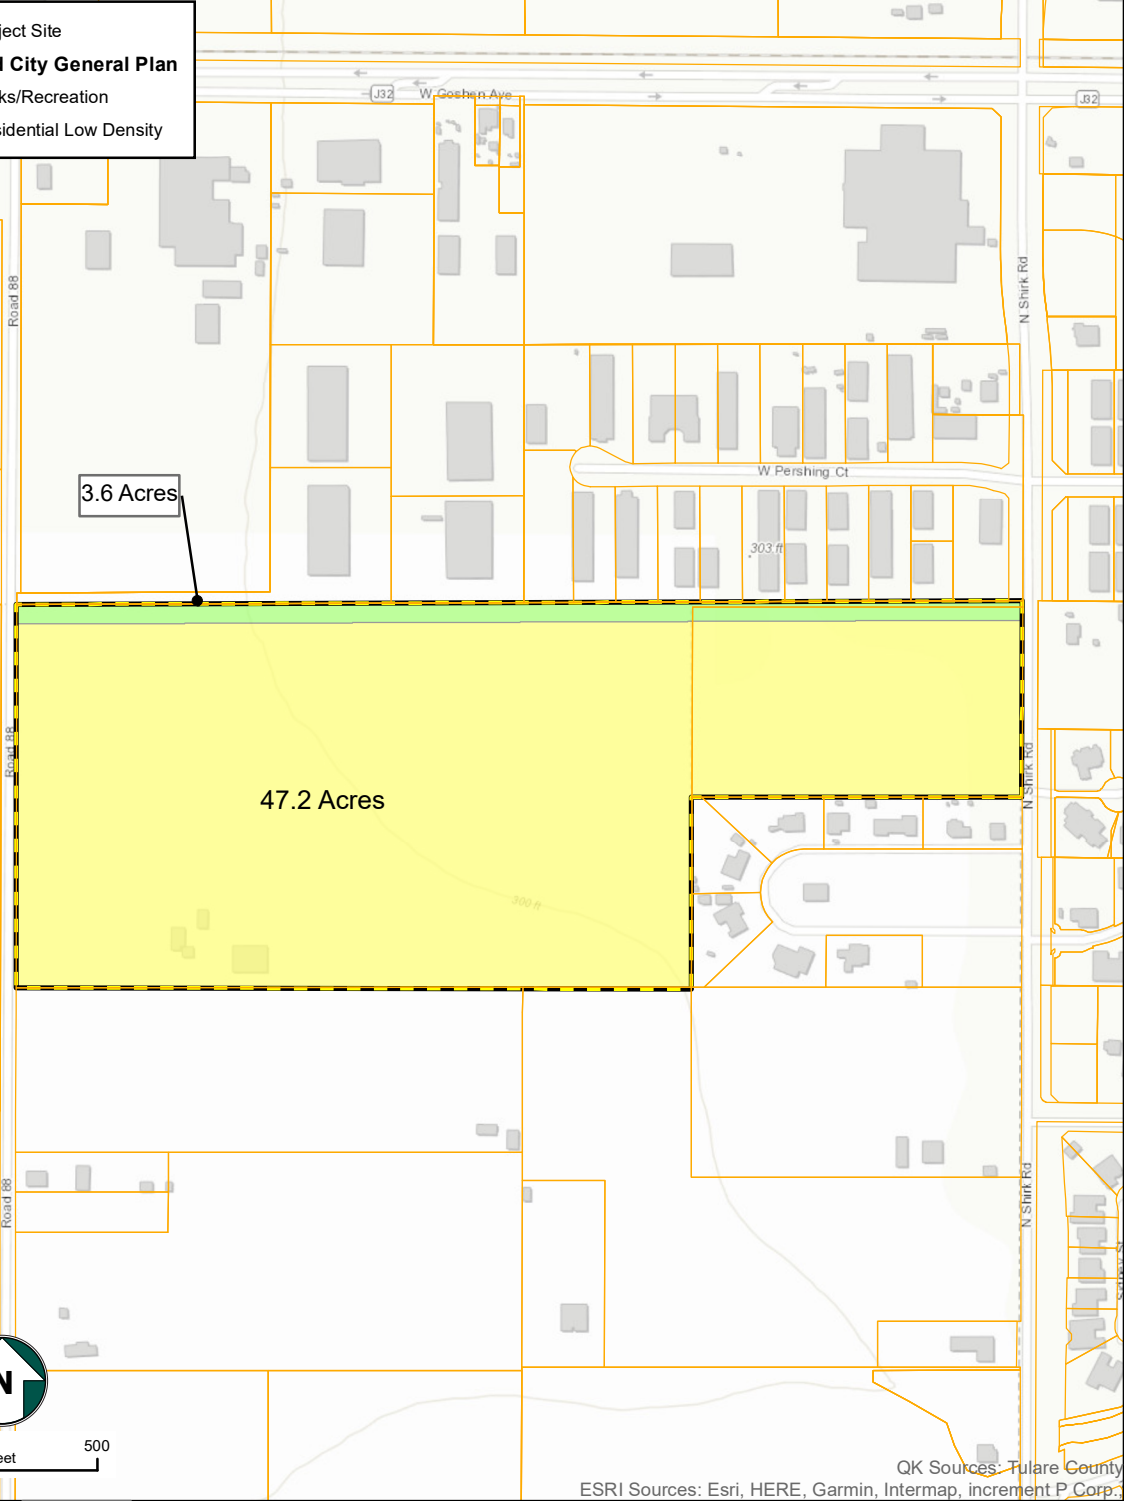 ject Site
l City General Plan
ks/Recreation
sidential Low Density
J32
W Goshen Ave
J32
Road 88
N Shirk Rd
W Pershing Ct
3.6 Acres
303 ft
Road 88
N Shirk Rd
47.2 Acres
300 ft
Road 88
N Shirk Rd
N
500
eet
QK Sources: Tulare County
ESRI Sources: Esri, HERE, Garmin, Intermap, increment P Corp.,